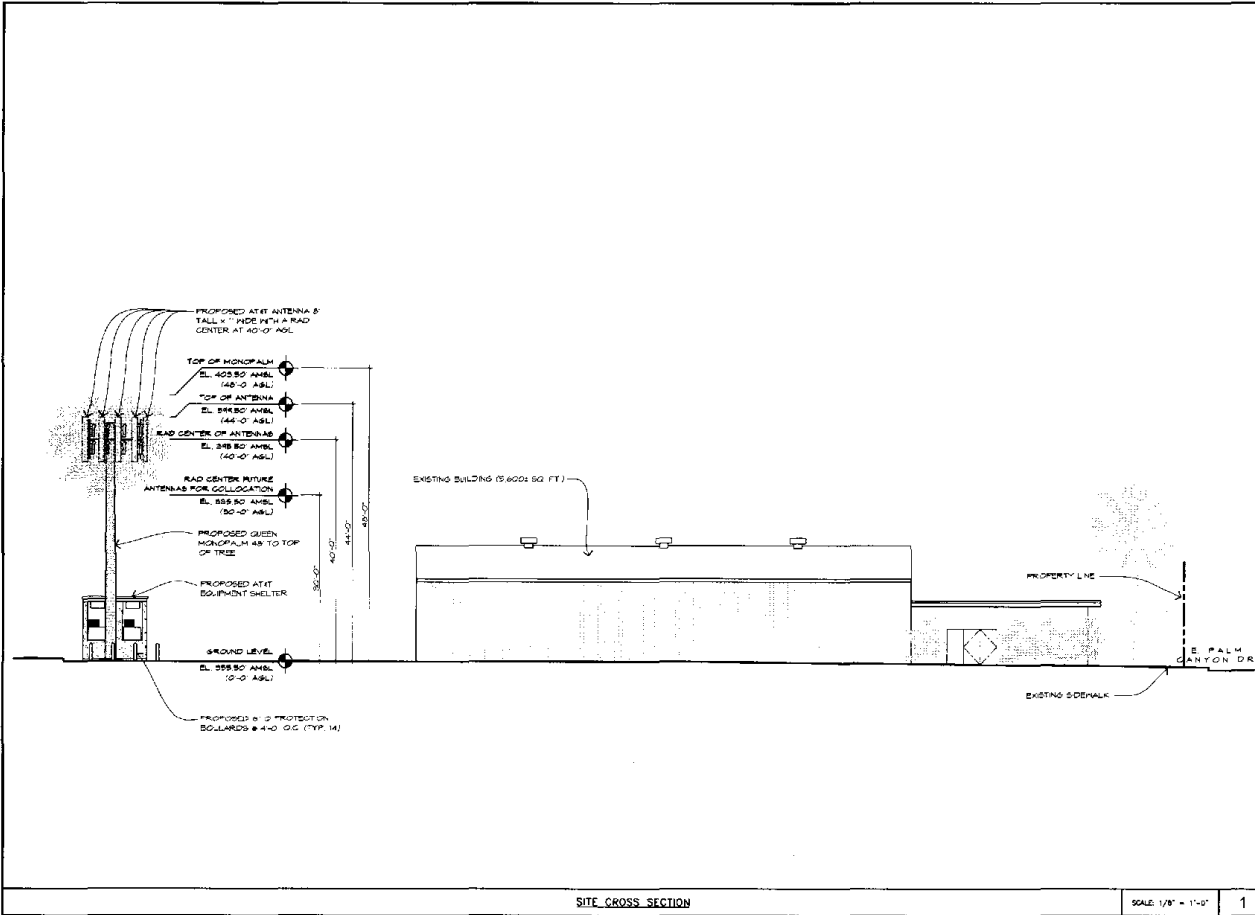 PROPOSED AT&T ANTENNA 8'
TALL x 11" WIDE WITH A RAD
CENTER AT 40'-0" AGL
TOP OF MONOPALM
EL. 403.50' AMSL
(48'-0" AGL)
TOP OF ANTENNA
EL. 399.50' AMSL
(44'-0" AGL)
RAD CENTER OF ANTENNAS
EL. 395.50' AMSL
(40'-0" AGL)
RAD CENTER FUTURE
ANTENNAS FOR COLLOCATION
EL. 385.50' AMSL
(30'-0" AGL)
PROPOSED QUEEN
MONOPALM 48' TO TOP
OF TREE
PROPOSED AT&T
EQUIPMENT SHELTER
30'-0"
40'-0"
44'-0"
48'-0"
GROUND LEVEL
EL. 355.50' AMSL
(0'-0" AGL)
PROPOSED PROTECTION
BOLLARDS @ 4'-0" O.C. (TYP. 14)
EXISTING BUILDING (5,600± SQ. FT.)
PROPERTY LINE
E. PALM
CANYON DR
EXISTING SIDEWALK
SITE CROSS SECTION
SCALE: 1/8" = 1'-0"
1